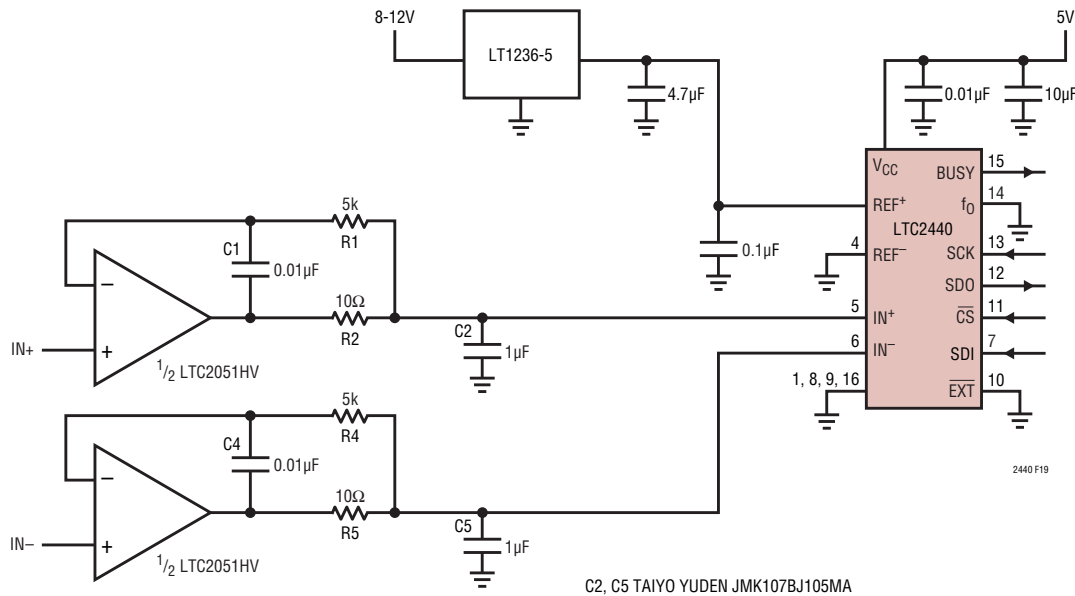 8-12V
LT1236-5
4.7µF
5V
0.01µF
10µF
VCC
BUSY
15
REF+
fO
14
LTC2440
0.1µF
4
REF−
SCK
13
SDO
12
5
IN+
CS
11
6
IN−
SDI
7
1, 8, 9, 16
EXT
10
5k
R1
C1
0.01µF
10Ω
R2
−
+
IN+
1/2 LTC2051HV
C2
1µF
5k
R4
C4
0.01µF
10Ω
R5
−
+
IN−
1/2 LTC2051HV
C5
1µF
2440 F19
C2, C5 TAIYO YUDEN JMK107BJ105MA